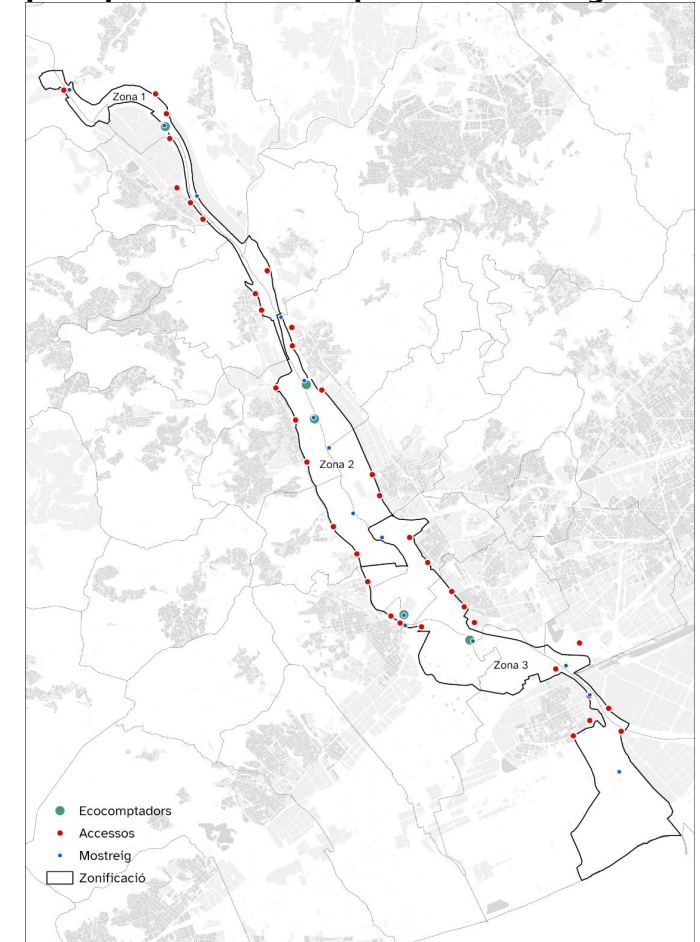 Zona 1
Zona 2
Zona 3
Ecocomptadors
Accessos
Mostreig
Zonificació